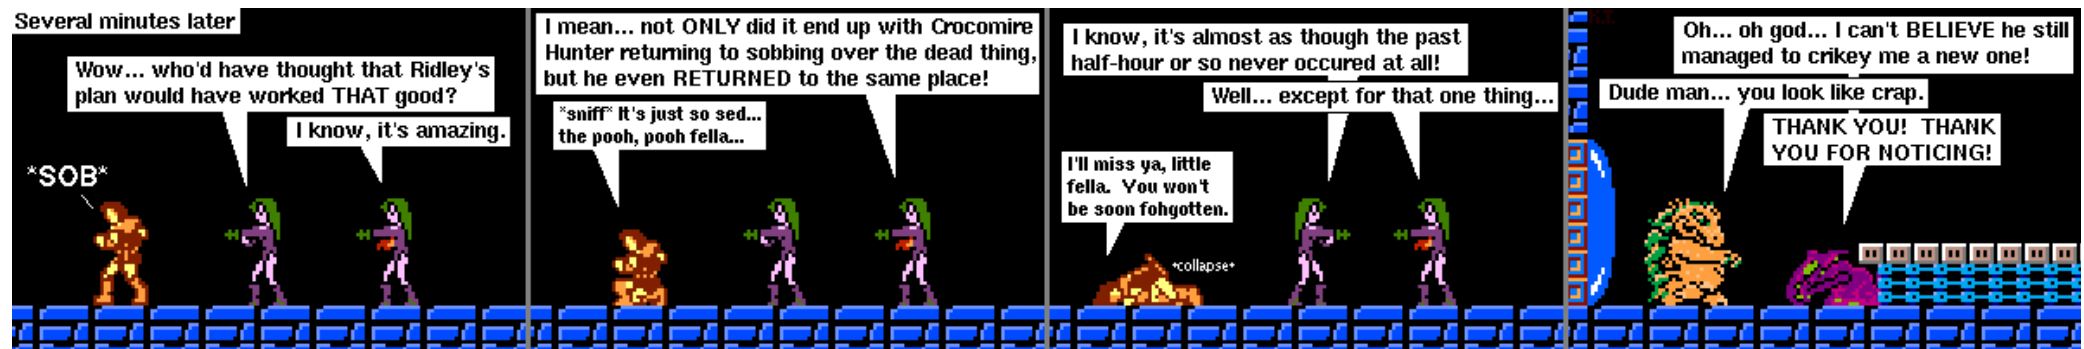 Several minutes later
Wow... who'd have thought that Ridley's
plan would have worked THAT good?
I know, it's amazing.
*SOB*
I mean... not ONLY did it end up with Crocomire
Hunter returning to sobbing over the dead thing,
but he even RETURNED to the same place!
*sniff* It's just so sed...
the pooh, pooh fella...
I know, it's almost as though the past
half-hour or so never occured at all!
Well... except for that one thing...
I'll miss ya, little
fella. You won't
be soon fohgotten.
*collapse*
Oh... oh god... I can't BELIEVE he still
managed to crikey me a new one!
Dude man... you look like crap.
THANK YOU! THANK
YOU FOR NOTICING!